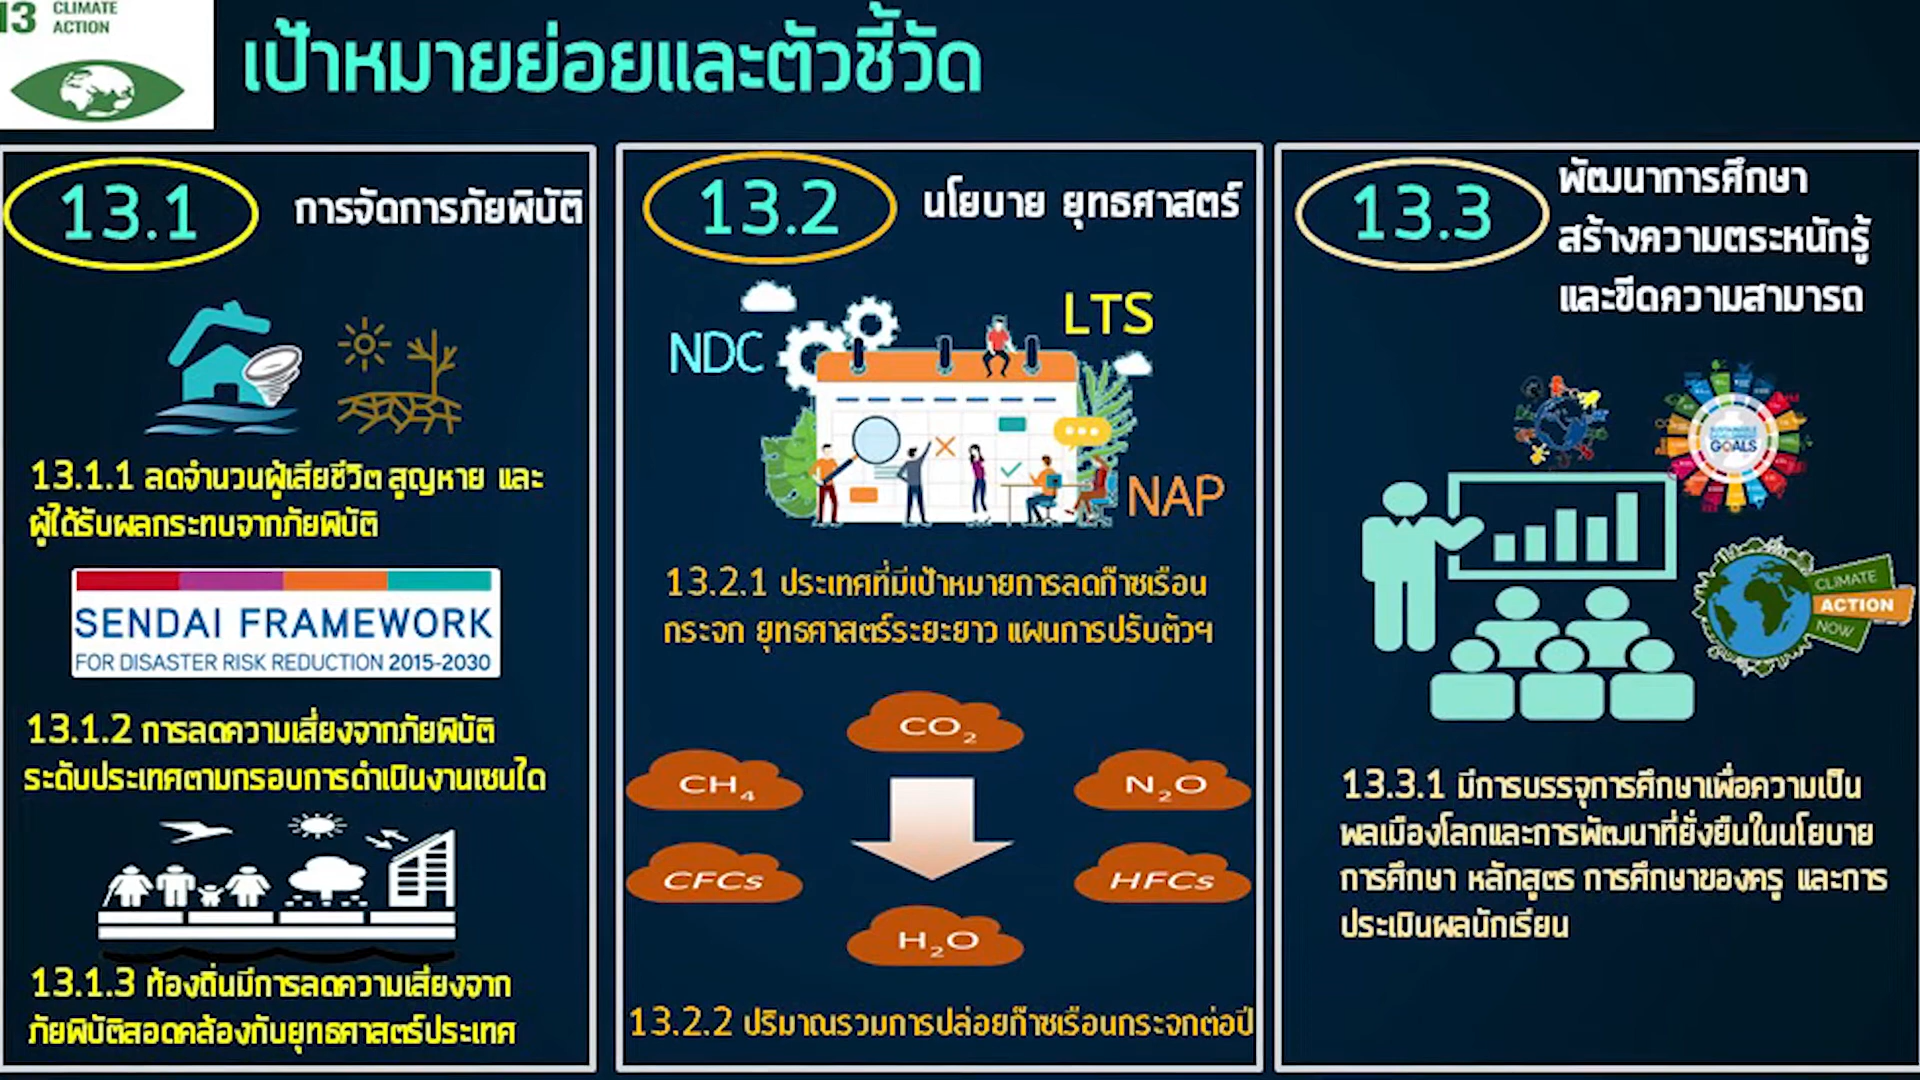 13 CLIMATE
ACTION
เป้าหมายย่อยและตัวชี้วัด
13.1 การจัดการภัยพิบัติ
13.1.1 ลดจำนวนผู้เสียชีวิต สูญหาย และ
ผู้ได้รับผลกระทบจากภัยพิบัติ
SENDAI FRAMEWORK
FOR DISASTER RISK REDUCTION 2015-2030
13.1.2 การลดความเสี่ยงจากภัยพิบัติ
ระดับประเทศตามกรอบการดำเนินงานเซนได
13.1.3 ท้องถิ่นมีการลดความเสี่ยงจาก
ภัยพิบัติสอดคล้องกับยุทธศาสตร์ประเทศ
13.2 นโยบาย ยุทธศาสตร์
LTS
NDC
NAP
13.2.1 ประเทศที่มีเป้าหมายการลดก๊าซเรือน
กระจก ยุทธศาสตร์ระยะยาว แผนการปรับตัวฯ
CO2
CH4 N2O
CFCs HFCs
H2O
13.2.2 ปริมาณรวมการปล่อยก๊าซเรือนกระจกต่อปี
13.3 พัฒนาการศึกษา
สร้างความตระหนักรู้
และขีดความสามารถ
SUSTAINABLE
DEVELOPMENT
GOALS
CLIMATE
ACTION
NOW
13.3.1 มีการบรรจุการศึกษาเพื่อความเป็น
พลเมืองโลกและการพัฒนาที่ยั่งยืนในนโยบาย
การศึกษา หลักสูตร การศึกษาของครู และการ
ประเมินผลนักเรียน